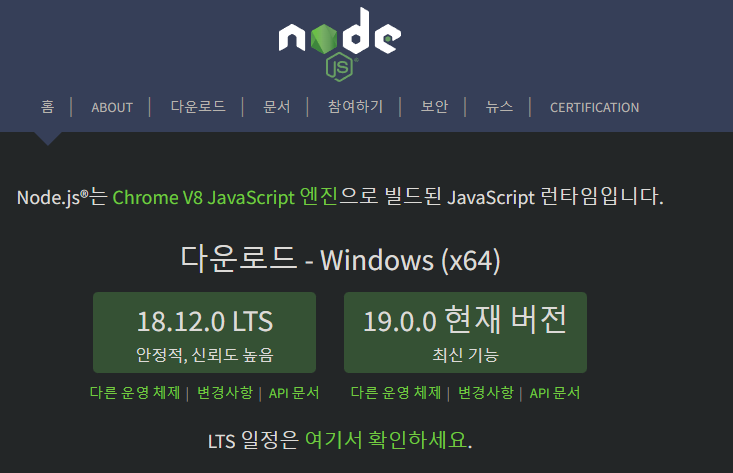 node
JS
홈 | ABOUT | 다운로드 | 문서 | 참여하기 | 보안 | 뉴스 | CERTIFICATION
Node.js®는 Chrome V8 JavaScript 엔진으로 빌드된 JavaScript 런타임입니다.
다운로드 - Windows (x64)
18.12.0 LTS
안정적, 신뢰도 높음
다른 운영 체제 | 변경사항 | API 문서
19.0.0 현재 버전
최신 기능
다른 운영 체제 | 변경사항 | API 문서
LTS 일정은 여기서 확인하세요.